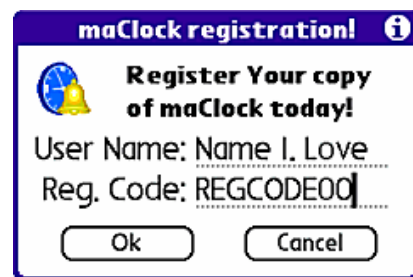 maClock registration!
Register Your copy
of maClock today!
User Name: Name I. Love
Reg. Code: REGCODE00
Ok Cancel